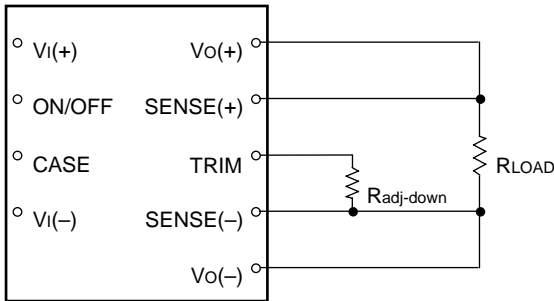 VI(+) VO(+)
ON/OFF SENSE(+)
CASE TRIM RLOAD
Radj-down
VI(–) SENSE(–)
VO(–)